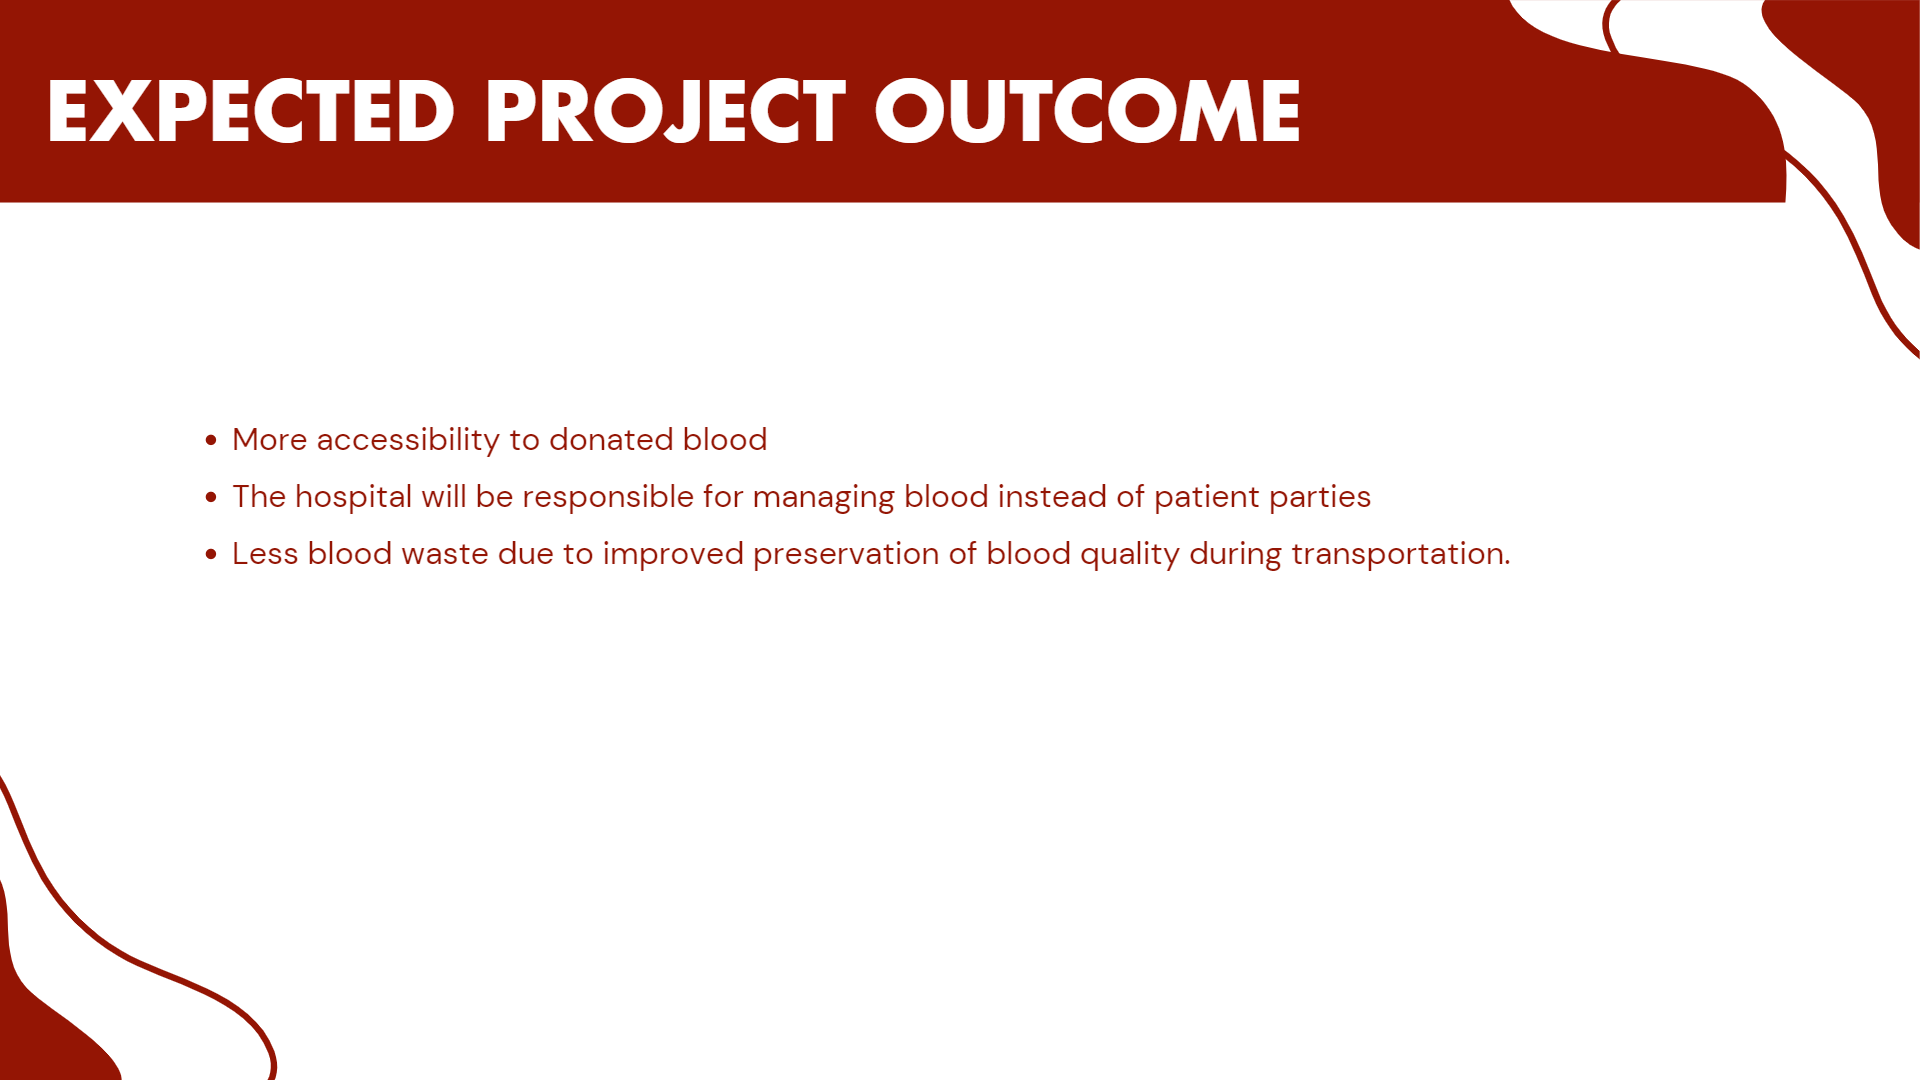 EXPECTED PROJECT OUTCOME
• More accessibility to donated blood
• The hospital will be responsible for managing blood instead of patient parties
• Less blood waste due to improved preservation of blood quality during transportation.